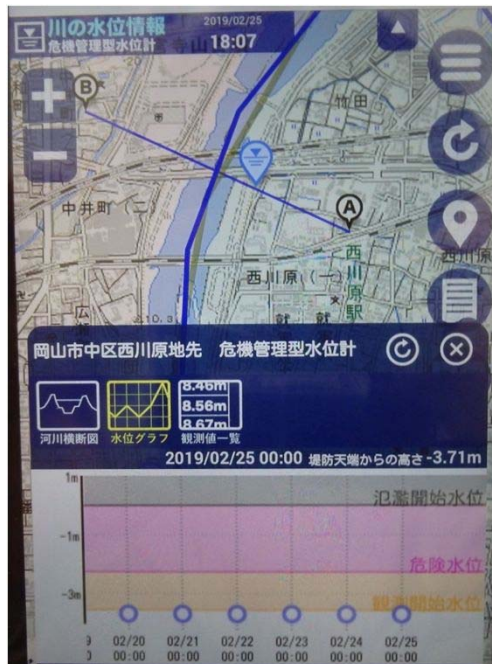 川の水位情報
危機管理型水位計
2019/02/25
18:07
B
竹田
中井町(二)
A
西川原(一)
西川原駅
西川原
10.3
岡山市中区西川原地先 危機管理型水位計
8.46m
8.56m
8.67m
河川横断図 水位グラフ 観測値一覧
2019/02/25 00:00 堤防天端からの高さ-3.71m
1m
氾濫開始水位
-1m
危険水位
-3m
観測開始水位
02/20 02/21 02/22 02/23 02/24 02/25
00:00 00:00 00:00 00:00 00:00 00:00